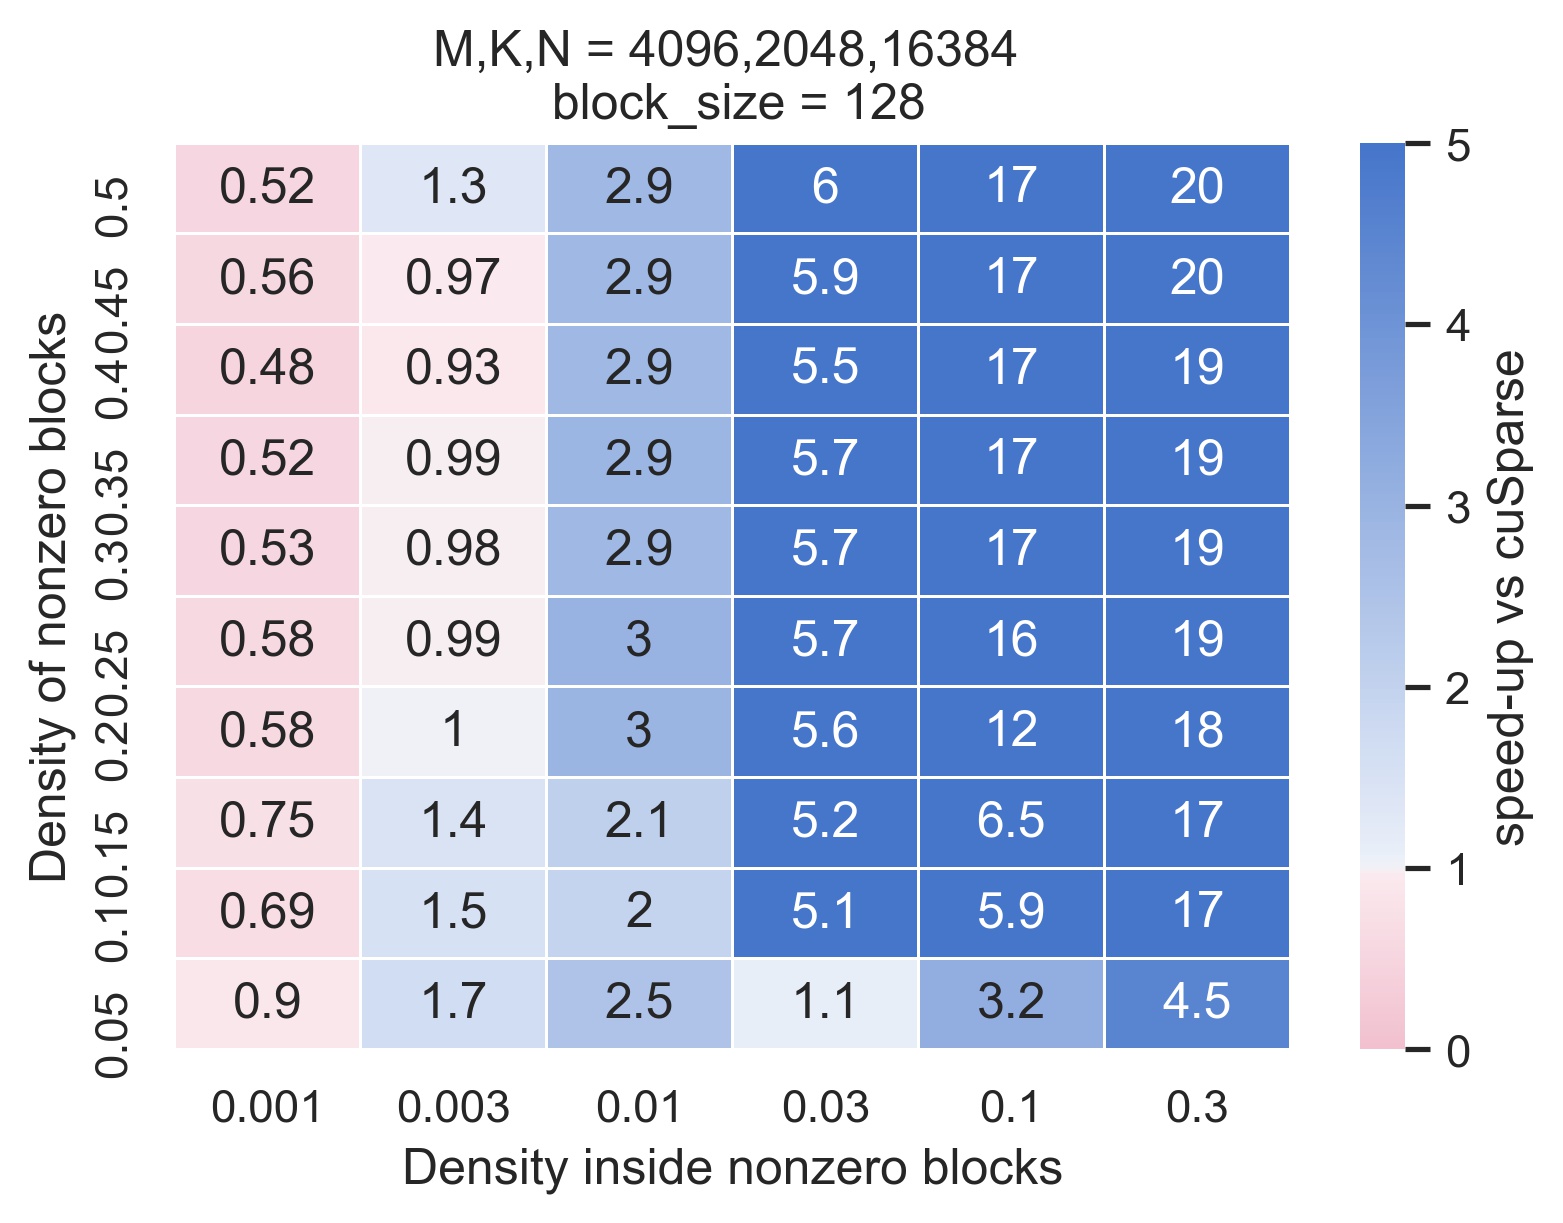 M,K,N = 4096,2048,16384
block_size = 128
Density of nonzero blocks
0.5 0.52 1.3 2.9 6 17 20
0.45 0.56 0.97 2.9 5.9 17 20
0.4 0.48 0.93 2.9 5.5 17 19
0.35 0.52 0.99 2.9 5.7 17 19
0.3 0.53 0.98 2.9 5.7 17 19
0.25 0.58 0.99 3 5.7 16 19
0.2 0.58 1 3 5.6 12 18
0.15 0.75 1.4 2.1 5.2 6.5 17
0.1 0.69 1.5 2 5.1 5.9 17
0.05 0.9 1.7 2.5 1.1 3.2 4.5
0.001 0.003 0.01 0.03 0.1 0.3
Density inside nonzero blocks
5
4
3
2
1
0
speed-up vs cuSparse